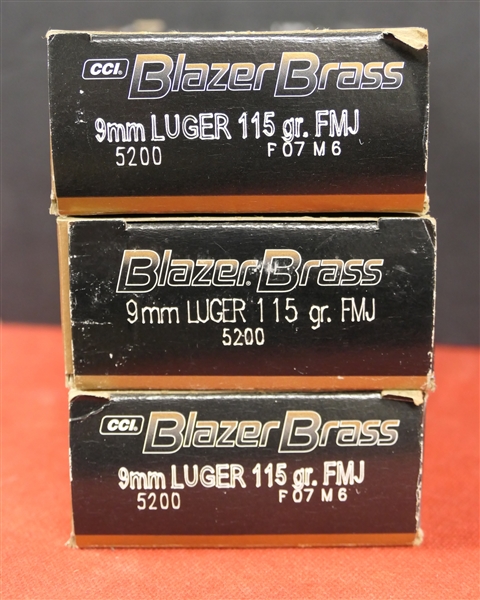 CCI. Blazer Brass
9mm LUGER 115 gr. FMJ
5200 F07M6
Blazer Brass
9mm LUGER 115 gr. FMJ
5200
CCI. Blazer Brass
9mm LUGER 115 gr. FMJ
5200 F07M6